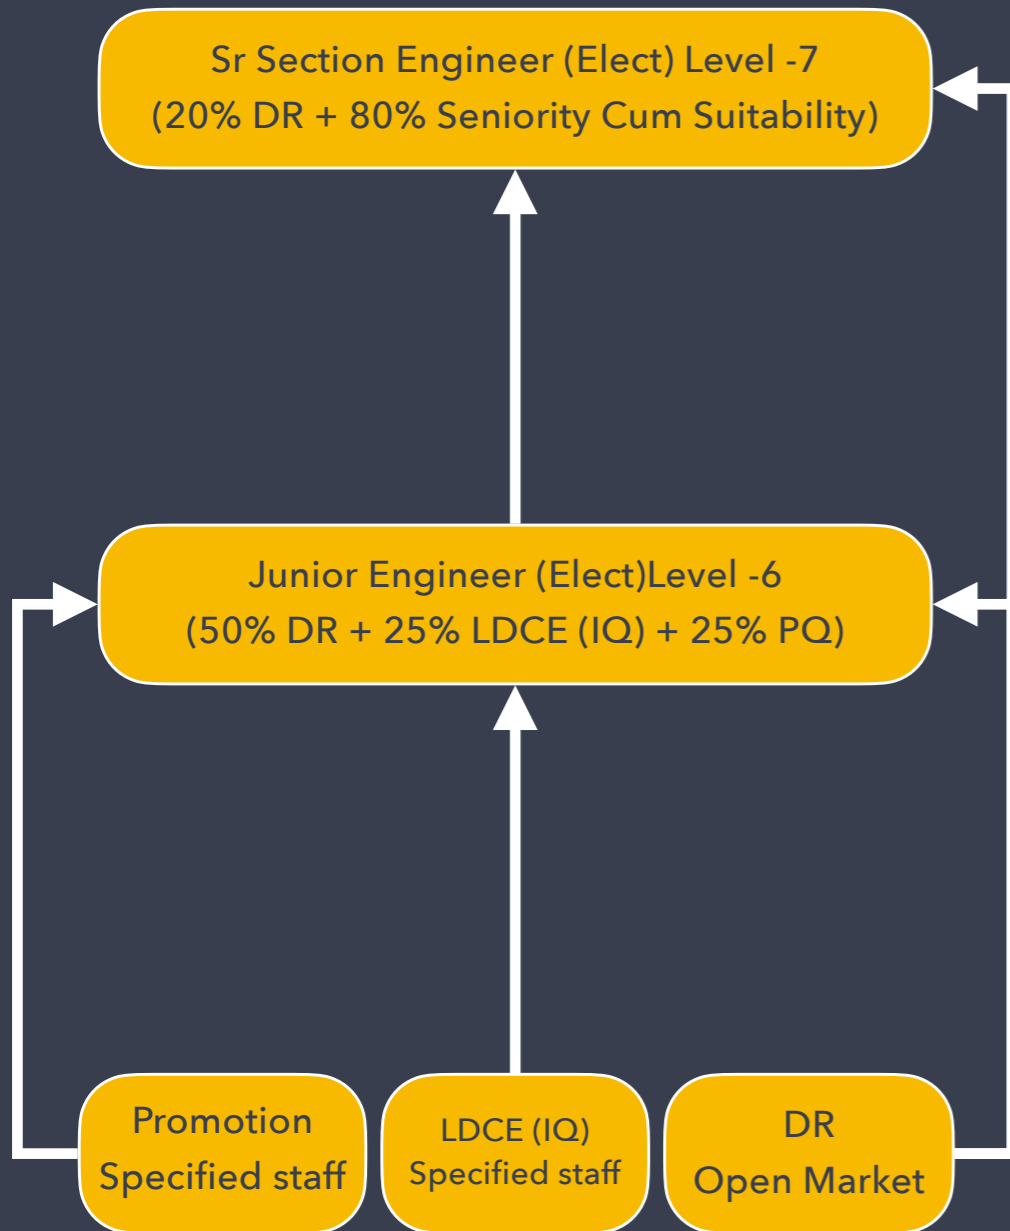 Sr Section Engineer (Elect) Level -7
(20% DR + 80% Seniority Cum Suitability)
Junior Engineer (Elect)Level -6
(50% DR + 25% LDCE (IQ) + 25% PQ)
Promotion
Specified staff
LDCE (IQ)
Specified staff
DR
Open Market